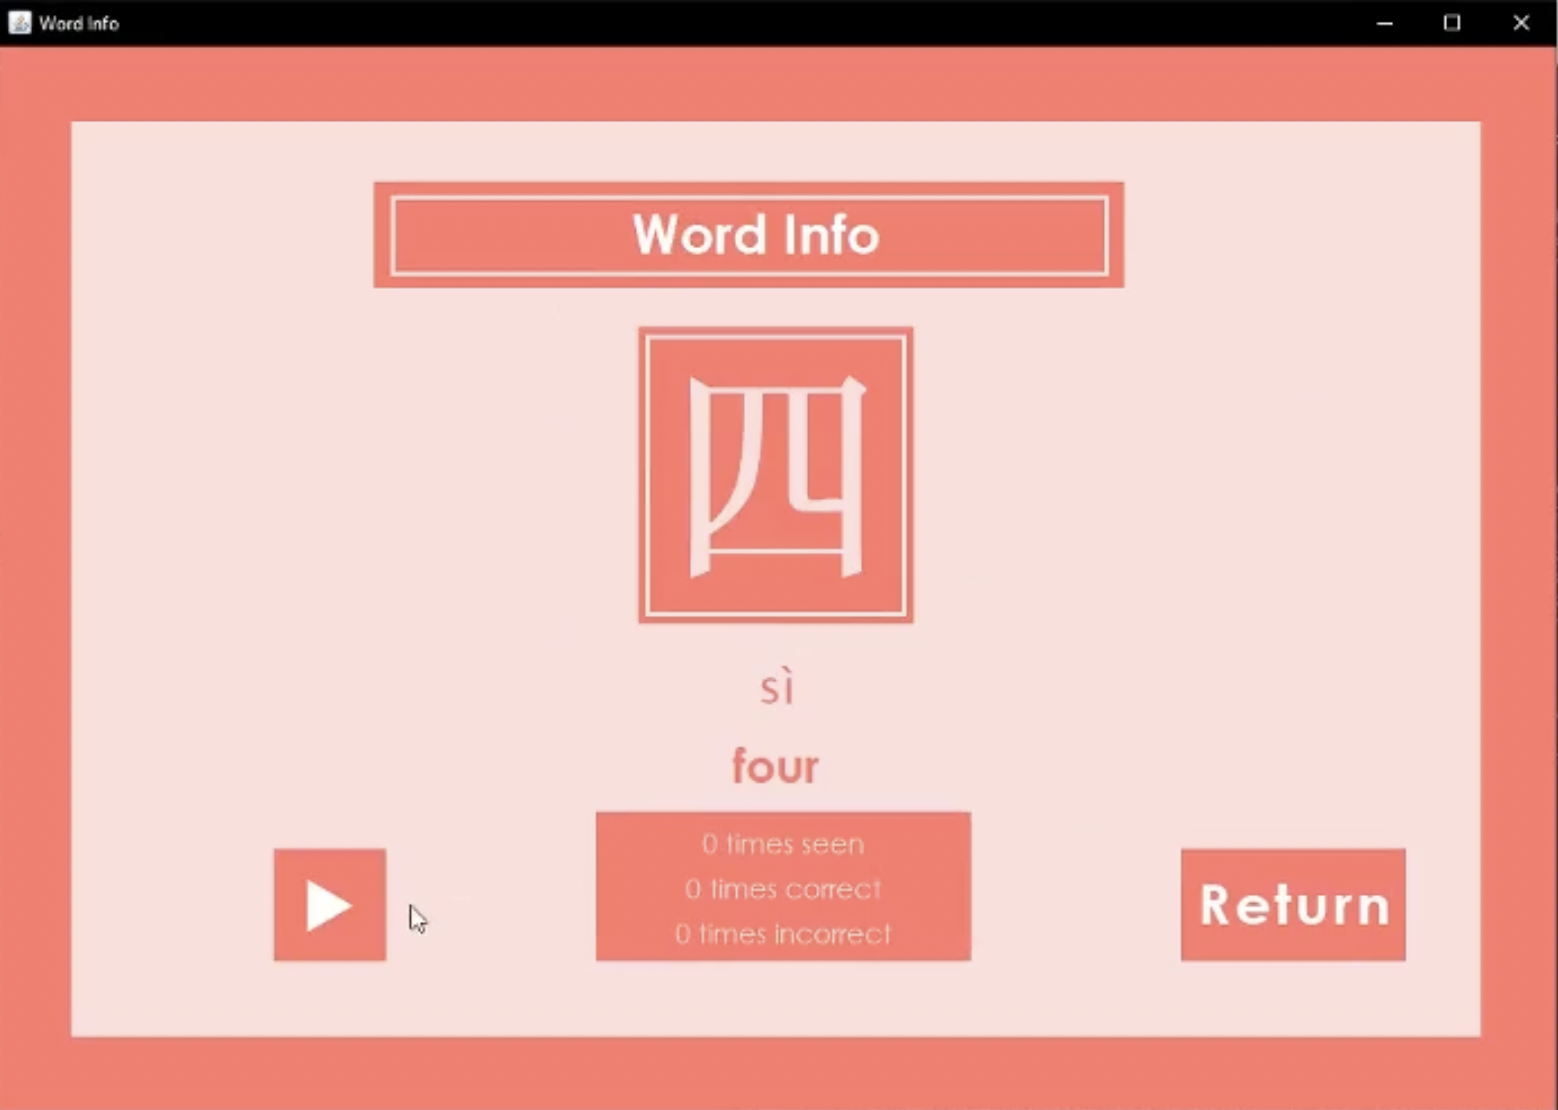 Word Info
Word Info
四
sì
four
0 times seen
0 times correct
0 times incorrect
Return